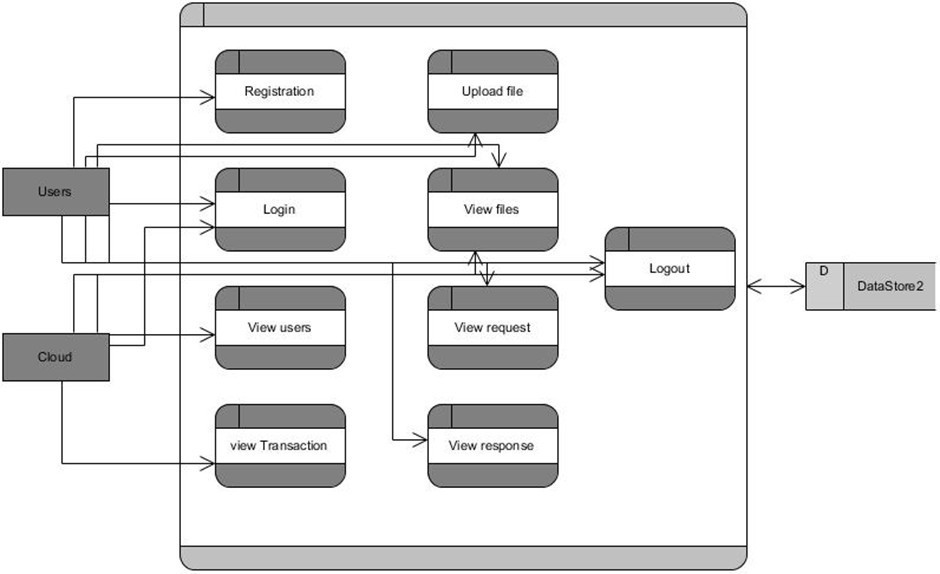 Registration
Upload file
Users
Login
View files
Logout
D
DataStore2
View users
View request
Cloud
view Transaction
View response